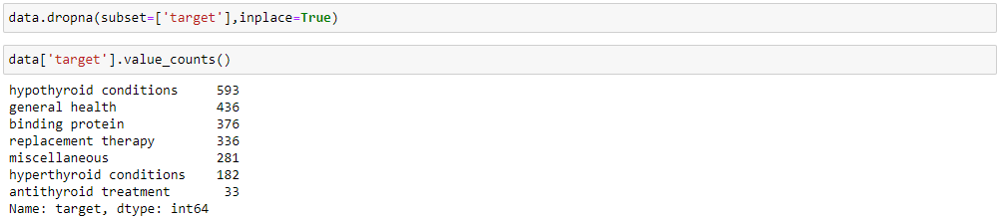 data.dropna(subset=['target'],inplace=True)
data['target'].value_counts()
hypothyroid conditions 593
general health 436
binding protein 376
replacement therapy 336
miscellaneous 281
hyperthyroid conditions 182
antithyroid treatment 33
Name: target, dtype: int64